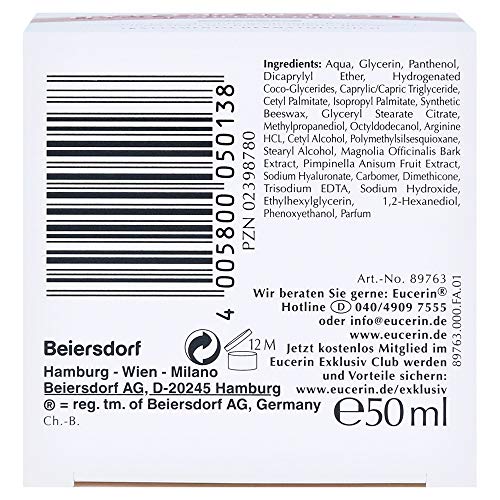 Ingredients: Aqua, Glycerin, Panthenol,
Dicaprylyl Ether, Hydrogenated
Coco-Glycerides, Caprylic/Capric Triglyceride,
Cetyl Palmitate, Isopropyl Palmitate, Synthetic
Beeswax, Glyceryl Stearate Citrate,
Methylpropanediol, Octyldodecanol, Arginine
HCL, Cetyl Alcohol, Polymethylsilsesquioxane,
Stearyl Alcohol, Magnolia Officinalis Bark
Extract, Pimpinella Anisum Fruit Extract,
Sodium Hyaluronate, Carbomer, Dimethicone,
Trisodium EDTA, Sodium Hydroxide,
Ethylhexylglycerin, 1,2-Hexanediol,
Phenoxyethanol, Parfum
4 005800 050138
PZN 02398780
Art.-No. 89763
Wir beraten Sie gerne: Eucerin®
Hotline D 040/4909 7555
oder info@eucerin.de
www.eucerin.de
Jetzt kostenlos Mitglied im
Eucerin Exklusiv Club werden
und Vorteile sichern:
www.eucerin.de/exklusiv
89763.000.FA.01
12 M
Beiersdorf
Hamburg - Wien - Milano
Beiersdorf AG, D-20245 Hamburg
® = reg. tm. of Beiersdorf AG, Germany
Ch.-B.
℮50 ml